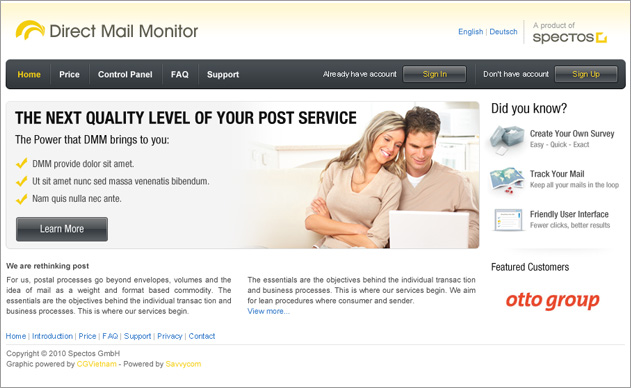 Direct Mail Monitor
English | Deutsch
A product of
spectos
Home
Price
Control Panel
FAQ
Support
Already have account
Sign In
Don't have account
Sign Up
THE NEXT QUALITY LEVEL OF YOUR POST SERVICE
The Power that DMM brings to you:
DMM provide dolor sit amet.
Ut sit amet nunc sed massa venenatis bibendum.
Nam quis nulla nec ante.
Learn More
Did you know?
Create Your Own Survey
Easy - Quick - Exact
Track Your Mail
Keep all your mails in the loop
Friendly User Interface
Fewer clicks, better results
We are rethinking post
For us, postal processes go beyond envelopes, volumes and the
idea of mail as a weight and format based commodity. The
essentials are the objectives behind the individual transac tion and
business processes. This is where our services begin.
The essentials are the objectives behind the individual transac tion
and business processes. This is where our services begin. We aim
for lean procedures where consumer and sender.
View more...
Featured Customers
otto group
Home | Introduction | Price | FAQ | Support | Privacy | Contact
Copyright © 2010 Spectos GmbH
Graphic powered by CGVietnam - Powered by Savvycom